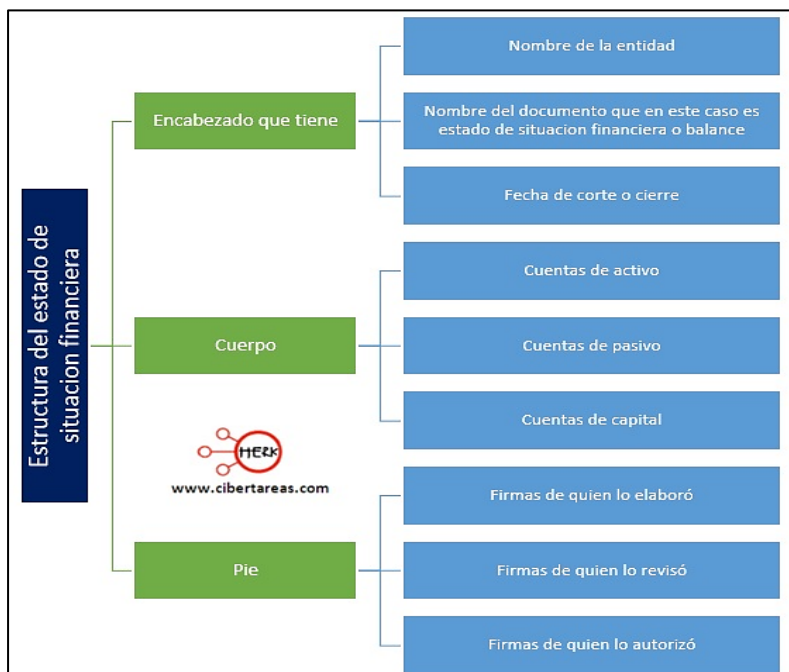 Estructura del estado de
situacion financiera
Encabezado que tiene
Nombre de la entidad
Nombre del documento que en este caso es
estado de situacion financiera o balance
Fecha de corte o cierre
Cuerpo
Cuentas de activo
Cuentas de pasivo
Cuentas de capital
HERK
www.cibertareas.com
Pie
Firmas de quien lo elaboró
Firmas de quien lo revisó
Firmas de quien lo autorizó